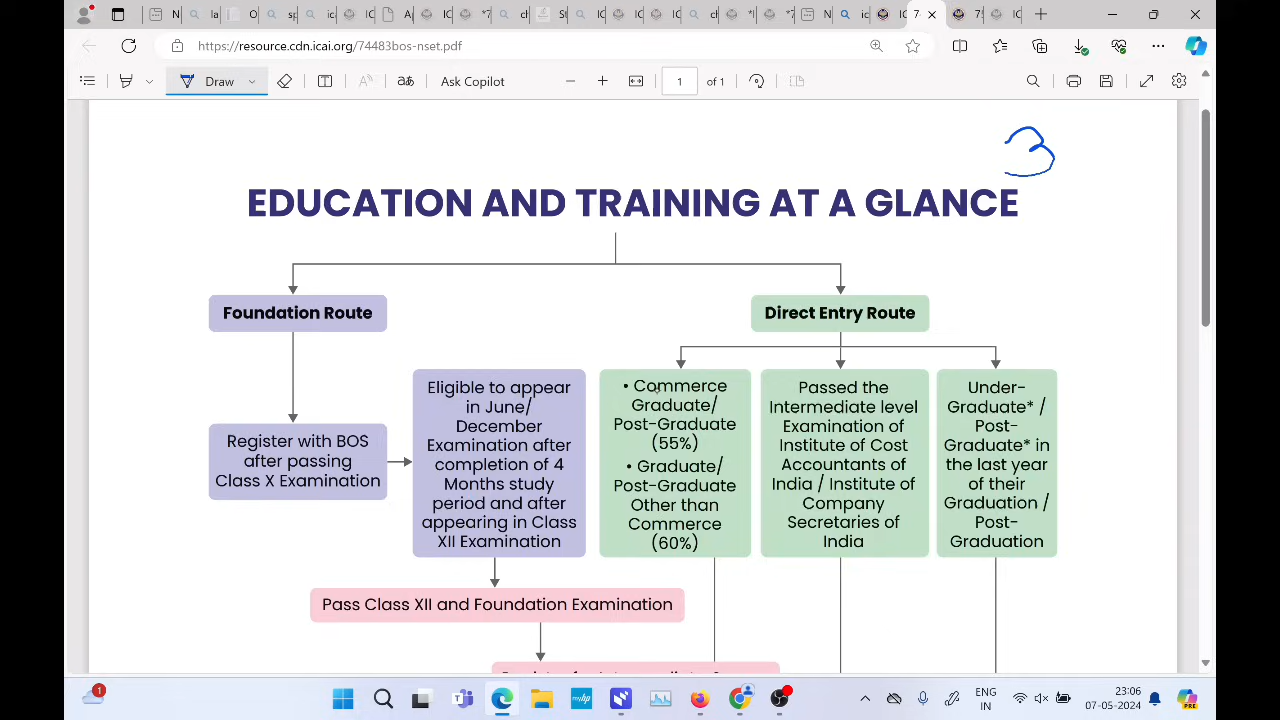 https://resource.cdn.icai.org/74483bos-nset.pdf
Draw
Ask Copilot
1
of 1
3
EDUCATION AND TRAINING AT A GLANCE
Foundation Route
Direct Entry Route
Register with BOS
after passing
Class X Examination
Eligible to appear
in June/
December
Examination after
completion of 4
Months study
period and after
appearing in Class
XII Examination
• Commerce
Graduate/
Post-Graduate
(55%)
• Graduate/
Post-Graduate
Other than
Commerce
(60%)
Passed the
Intermediate level
Examination of
Institute of Cost
Accountants of
India / Institute of
Company
Secretaries of
India
Under-
Graduate* /
Post-
Graduate* in
the last year
of their
Graduation /
Post-
Graduation
Pass Class XII and Foundation Examination
1
ENG
IN
23:06
07-05-2024
PRE